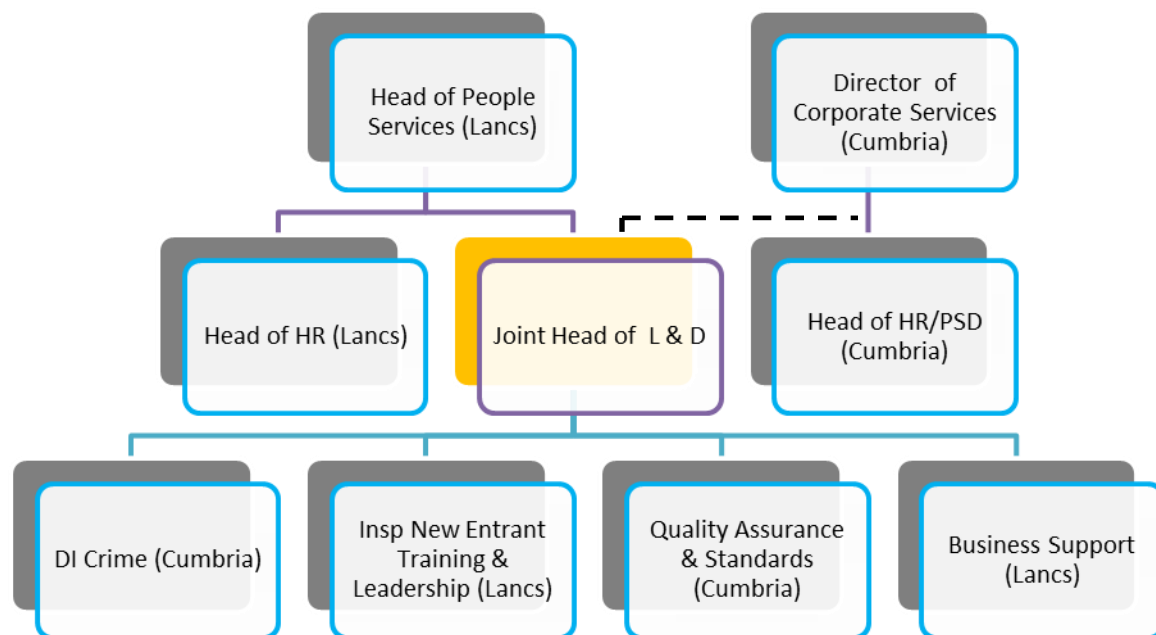 Head of People
Services (Lancs)
Director of
Corporate Services
(Cumbria)
Head of HR (Lancs)
Joint Head of L & D
Head of HR/PSD
(Cumbria)
DI Crime (Cumbria)
Insp New Entrant
Training &
Leadership (Lancs)
Quality Assurance
& Standards
(Cumbria)
Business Support
(Lancs)